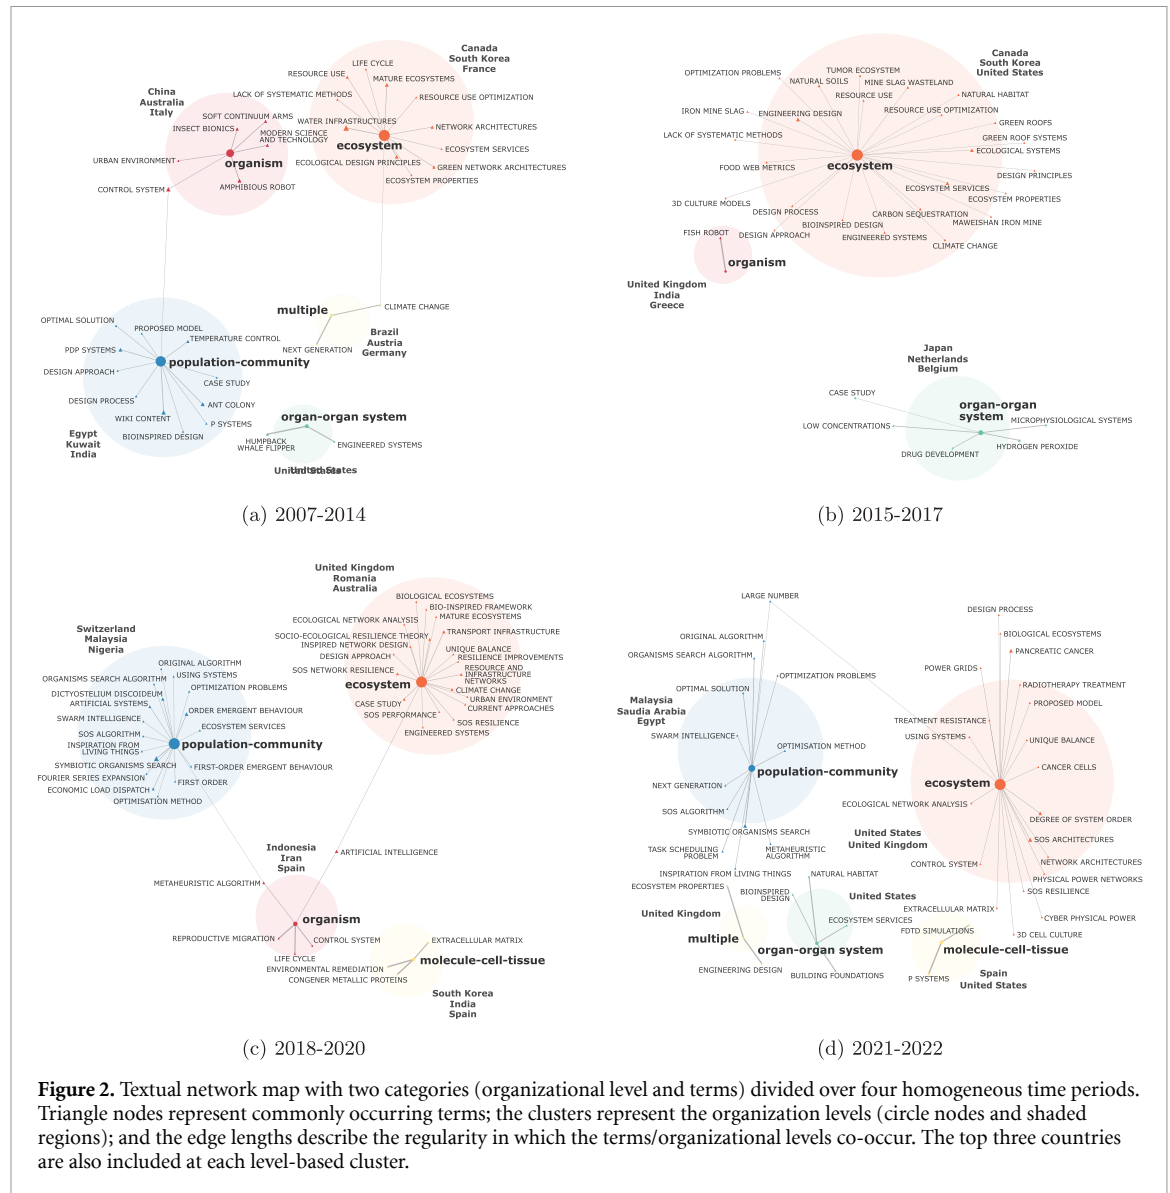 Canada
South Korea
France
LIFE CYCLE
RESOURCE USE
MATURE ECOSYSTEMS
LACK OF SYSTEMATIC METHODS
RESOURCE USE OPTIMIZATION
WATER INFRASTRUCTURES
NETWORK ARCHITECTURES
ecosystem
ECOSYSTEM SERVICES
ECOLOGICAL DESIGN PRINCIPLES
GREEN NETWORK ARCHITECTURES
ECOSYSTEM PROPERTIES
China
Australia
Italy
SOFT CONTINUUM ARMS
INSECT BIONICS
MODERN SCIENCE
AND TECHNOLOGY
URBAN ENVIRONMENT
organism
CONTROL SYSTEM
AMPHIBIOUS ROBOT
multiple
CLIMATE CHANGE
NEXT GENERATION
Brazil
Austria
Germany
OPTIMAL SOLUTION
PROPOSED MODEL
TEMPERATURE CONTROL
PDP SYSTEMS
population-community
DESIGN APPROACH
CASE STUDY
DESIGN PROCESS
ANT COLONY
WIKI CONTENT
P SYSTEMS
BIOINSPIRED DESIGN
Egypt
Kuwait
India
organ-organ system
HUMPBACK
WHALE FLIPPER
ENGINEERED SYSTEMS
United States
United States
(a) 2007-2014
Canada
South Korea
United States
OPTIMIZATION PROBLEMS
TUMOR ECOSYSTEM
NATURAL SOILS
MINE SLAG WASTELAND
RESOURCE USE
NATURAL HABITAT
IRON MINE SLAG
ENGINEERING DESIGN
RESOURCE USE OPTIMIZATION
GREEN ROOFS
LACK OF SYSTEMATIC METHODS
GREEN ROOF SYSTEMS
ECOLOGICAL SYSTEMS
FOOD WEB METRICS
ecosystem
DESIGN PRINCIPLES
ECOSYSTEM SERVICES
ECOSYSTEM PROPERTIES
3D CULTURE MODELS
DESIGN PROCESS
CARBON SEQUESTRATION
MAWEISHAN IRON MINE
BIOINSPIRED DESIGN
FISH ROBOT
DESIGN APPROACH
ENGINEERED SYSTEMS
CLIMATE CHANGE
organism
United Kingdom
India
Greece
Japan
Netherlands
Belgium
CASE STUDY
organ-organ
system
LOW CONCENTRATIONS
MICROPHYSIOLOGICAL SYSTEMS
HYDROGEN PEROXIDE
DRUG DEVELOPMENT
(b) 2015-2017
United Kingdom
Romania
Australia
BIOLOGICAL ECOSYSTEMS
BIO-INSPIRED FRAMEWORK
ECOLOGICAL NETWORK ANALYSIS
MATURE ECOSYSTEMS
SOCIO-ECOLOGICAL RESILIENCE THEORY
TRANSPORT INFRASTRUCTURE
INSPIRED NETWORK DESIGN
UNIQUE BALANCE
DESIGN APPROACH
RESILIENCE IMPROVEMENTS
SOS NETWORK RESILIENCE
RESOURCE AND
INFRASTRUCTURE
NETWORKS
ecosystem
CLIMATE CHANGE
URBAN ENVIRONMENT
CASE STUDY
CURRENT APPROACHES
SOS PERFORMANCE
SOS RESILIENCE
ENGINEERED SYSTEMS
Switzerland
Malaysia
Nigeria
ORIGINAL ALGORITHM
USING SYSTEMS
ORGANISMS SEARCH ALGORITHM
OPTIMIZATION PROBLEMS
DICTYOSTELIUM DISCOIDEUM
ARTIFICIAL SYSTEMS
ORDER EMERGENT BEHAVIOUR
SWARM INTELLIGENCE
ECOSYSTEM SERVICES
SOS ALGORITHM
population-community
INSPIRATION FROM
LIVING THINGS
SYMBIOTIC ORGANISMS SEARCH
FIRST-ORDER EMERGENT BEHAVIOUR
FOURIER SERIES EXPANSION
FIRST ORDER
ECONOMIC LOAD DISPATCH
OPTIMISATION METHOD
Indonesia
Iran
Spain
ARTIFICIAL INTELLIGENCE
METAHEURISTIC ALGORITHM
organism
REPRODUCTIVE MIGRATION
CONTROL SYSTEM
LIFE CYCLE
EXTRACELLULAR MATRIX
molecule-cell-tissue
ENVIRONMENTAL REMEDIATION
CONGENER METALLIC PROTEINS
South Korea
India
Spain
(c) 2018-2020
LARGE NUMBER
ORIGINAL ALGORITHM
ORGANISMS SEARCH ALGORITHM
OPTIMIZATION PROBLEMS
OPTIMAL SOLUTION
Malaysia
Saudia Arabia
Egypt
SWARM INTELLIGENCE
OPTIMISATION METHOD
population-community
NEXT GENERATION
SOS ALGORITHM
SYMBIOTIC ORGANISMS SEARCH
TASK SCHEDULING
PROBLEM
METAHEURISTIC
ALGORITHM
INSPIRATION FROM LIVING THINGS
DESIGN PROCESS
BIOLOGICAL ECOSYSTEMS
PANCREATIC CANCER
POWER GRIDS
RADIOTHERAPY TREATMENT
PROPOSED MODEL
TREATMENT RESISTANCE
USING SYSTEMS
UNIQUE BALANCE
CANCER CELLS
ecosystem
ECOLOGICAL NETWORK ANALYSIS
DEGREE OF SYSTEM ORDER
United States
United Kingdom
SOS ARCHITECTURES
CONTROL SYSTEM
NETWORK ARCHITECTURES
PHYSICAL POWER NETWORKS
SOS RESILIENCE
EXTRACELLULAR MATRIX
CYBER PHYSICAL POWER
3D CELL CULTURE
ECOSYSTEM PROPERTIES
United Kingdom
multiple
ENGINEERING DESIGN
NATURAL HABITAT
BIOINSPIRED
DESIGN
United States
ECOSYSTEM SERVICES
organ-organ system
BUILDING FOUNDATIONS
FDTD SIMULATIONS
molecule-cell-tissue
P SYSTEMS
Spain
United States
(d) 2021-2022
Figure 2. Textual network map with two categories (organizational level and terms) divided over four homogeneous time periods.
Triangle nodes represent commonly occurring terms; the clusters represent the organization levels (circle nodes and shaded
regions); and the edge lengths describe the regularity in which the terms/organizational levels co-occur. The top three countries
are also included at each level-based cluster.